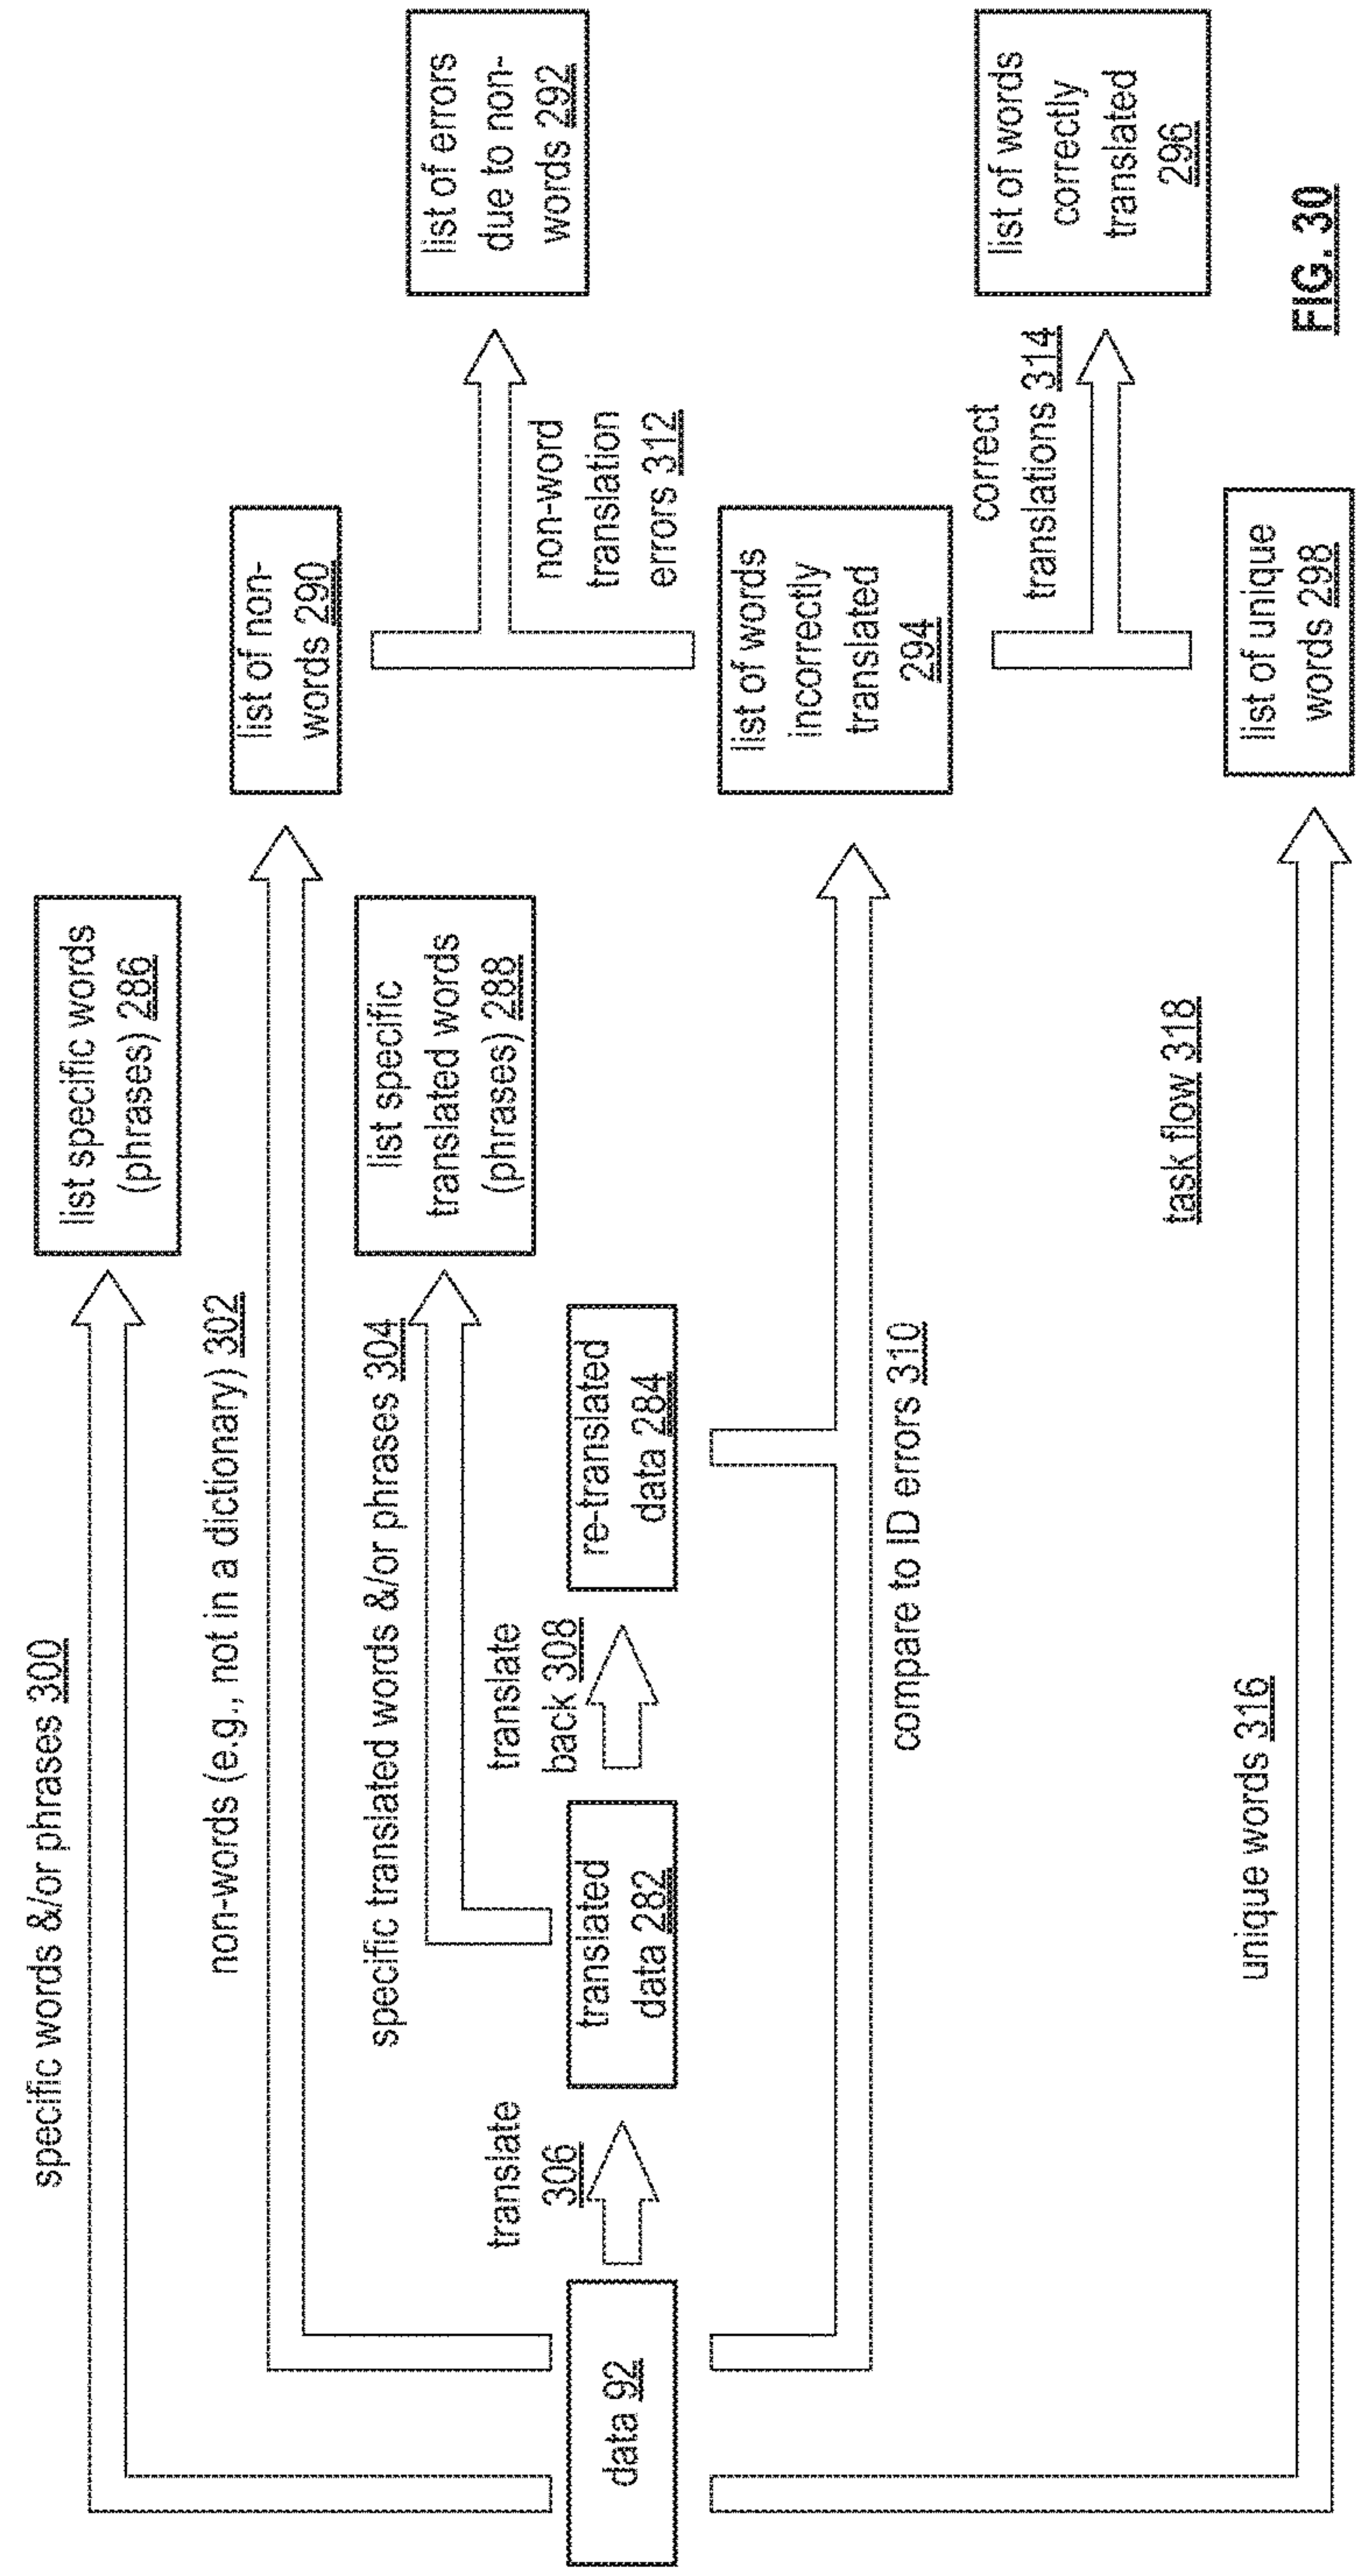 specific words &/or phrases 300
list specific words
(phrases) 286
non-words (e.g., not in a dictionary) 302
list of non-
words 290
specific translated words &/or phrases 304
list specific
translated words
(phrases) 288
list of errors
due to non-
words 292
non-word
translation
errors 312
translate
306
translate
back 308
data 92
translated
data 282
re-translated
data 284
list of words
incorrectly
translated
294
compare to ID errors 310
correct
translations 314
list of words
correctly
translated
296
task flow 318
unique words 316
list of unique
words 298
FIG. 30